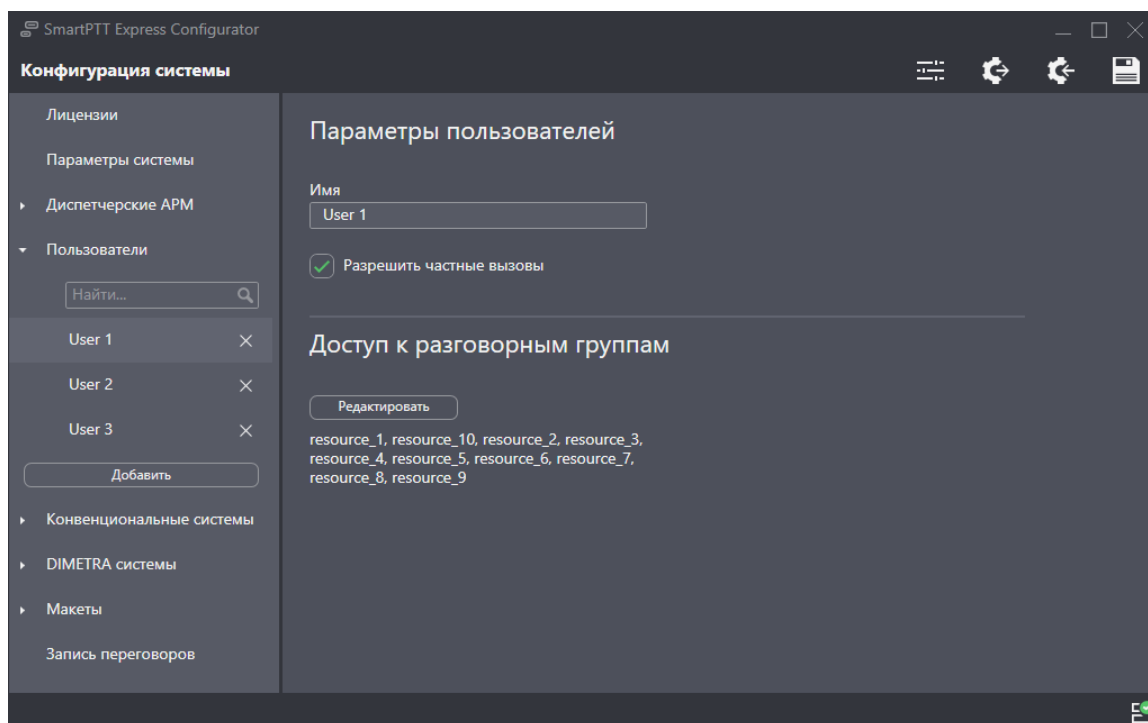 SmartPTT Express Configurator
Конфигурация системы
Лицензии
Параметры системы
Диспетчерские АРМ
Пользователи
Найти...
User 1
User 2
User 3
Добавить
Конвенциональные системы
DIMETRA системы
Макеты
Запись переговоров
Параметры пользователей
Имя
User 1
Разрешить частные вызовы
Доступ к разговорным группам
Редактировать
resource_1, resource_10, resource_2, resource_3,
resource_4, resource_5, resource_6, resource_7,
resource_8, resource_9